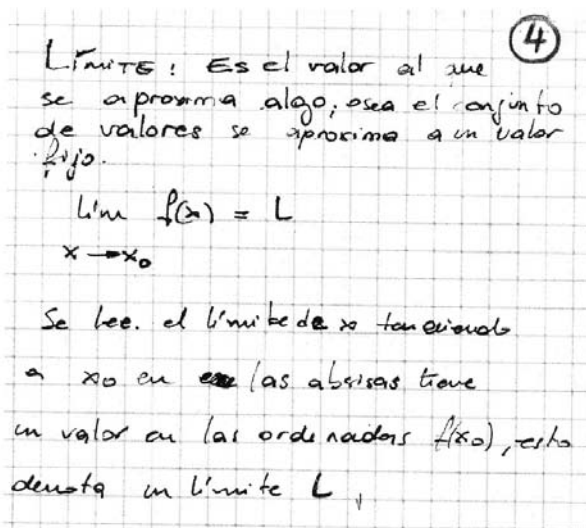 4
Límite: Es el valor al que
se aproxima algo; osea el conjunto
de valores se aproxima a un valor
fijo.
Lím f(x) = L
x → x₀
Se lee. el límite de x tendiendo
a x₀ en las absisas tiene
un valor en las ordenadas f(x₀), esto
denota un límite L